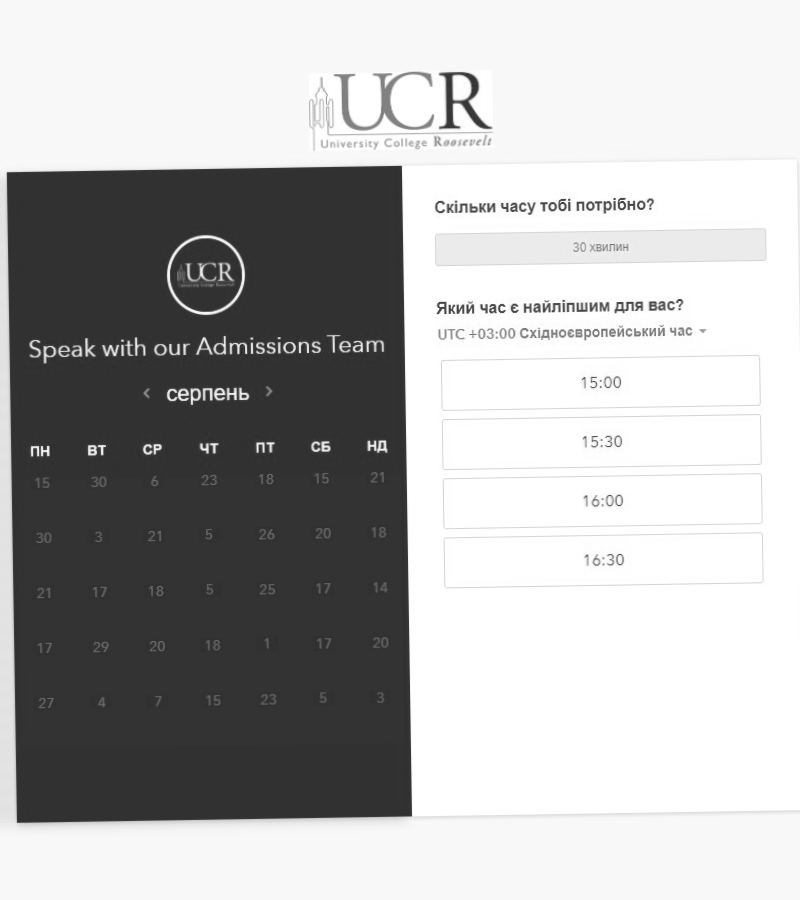 UCR
University College Roosevelt
UCR
University College Roosevelt
Speak with our Admissions Team
серпень
ПН ВТ СР ЧТ ПТ СБ НД
15 30 6 23 18 15 21
30 3 21 5 26 20 18
21 17 18 5 25 17 14
17 29 20 18 1 17 20
27 4 7 15 23 5 3
Скільки часу тобі потрібно?
30 хвилин
Який час є найліпшим для вас?
UTC +03:00 Східноєвропейський час
15:00
15:30
16:00
16:30